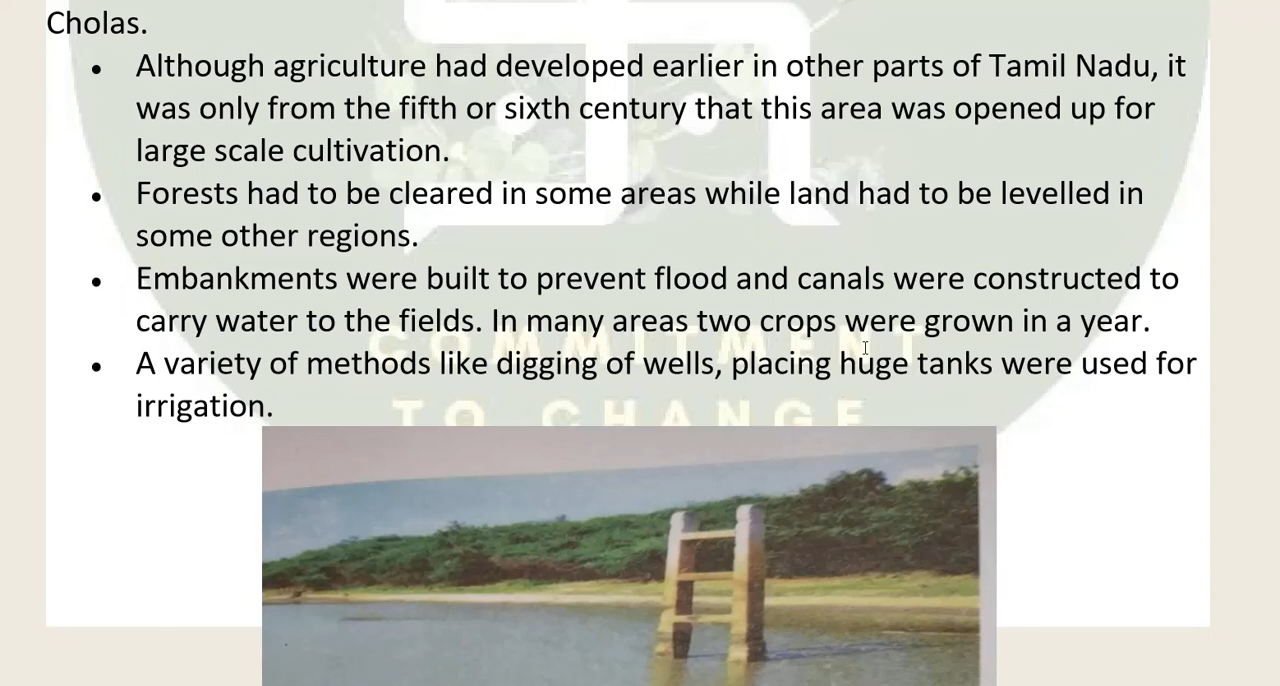 Cholas.
• Although agriculture had developed earlier in other parts of Tamil Nadu, it
was only from the fifth or sixth century that this area was opened up for
large scale cultivation.
• Forests had to be cleared in some areas while land had to be levelled in
some other regions.
• Embankments were built to prevent flood and canals were constructed to
carry water to the fields. In many areas two crops were grown in a year.
COMMITMENT
• A variety of methods like digging of wells, placing huge tanks were used for
irrigation.
TO CHANGE